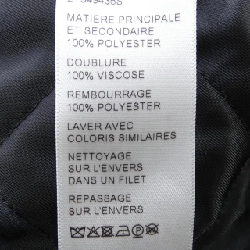 MATIÈRE PRINCIPALE
ET SECONDAIRE
100% POLYESTER
DOUBLURE
100% VISCOSE
REMBOURRAGE
100% POLYESTER
LAVER AVEC
COLORIS SIMILAIRES
NETTOYAGE
SUR L'ENVERS
DANS UN FILET
REPASSAGE
SUR L'ENVERS